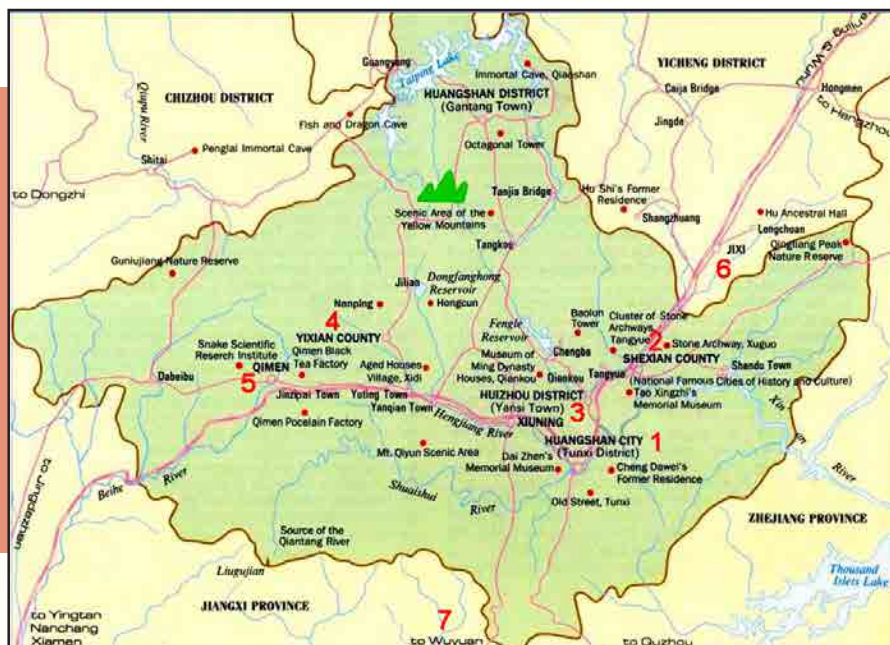 to Nanjing & Wuhu
Guangyang
Taiping Lake
Immortal Cave, Qiaoshan
YICHENG DISTRICT
Caija Bridge
Hongmen
CHIZHOU DISTRICT
HUANGSHAN DISTRICT
(Gantang Town)
to Hangzhou
Qiupu River
Jingde
Fish and Dragon Cave
Octagonal Tower
Penglai Immortal Cave
Shitai
to Dongzhi
Tanjia Bridge
Hu Shi's Former
Residence
Scenic Area of the
Yellow Mountains
Shangzhuang
Hu Ancestral Hall
Longchuan
Tangkou
JIXI
Qingliang Peak
Nature Reserve
6
Guniujiang Nature Reserve
Jilian
Dongfanghong
Reservoir
Nanping
Hongcun
4
Fengle
Reservoir
Baolun
Tower
Cluster of Stone
Archways,
Tangyue
2
YIXIAN COUNTY
Chengba
Stone Archway, Xuguo
Snake Scientific
Reserch Institute
Qimen Black
Tea Factory
Aged Houses
Village, Xidi
Museum of
Ming Dynasty
Houses, Qiankou
Qiankou
SHEXIAN COUNTY
Tangyue
Shendu Town
(National Famous Cities of History and Culture)
Dabeibu
5
QIMEN
Jinzipai Town
Yuting Town
Yanqian Town
HUIZHOU DISTRICT
(Yansi Town)
3
Tao Xingzhi's
Memorial Museum
Xin
River
Qimen Pocelain Factory
Hengjiang River
XIUNING
HUANGSHAN CITY
(Tunxi District)
1
Mt. Qiyun Scenic Area
Dai Zhen's
Memorial Museum
Cheng Dawei's
Former Residence
to Jingdezhen
Beihe
River
Shuaishui
River
Old Street, Tunxi
ZHEJIANG PROVINCE
Source of the
Qiantang River
Thousand
Islets Lake
Liugujian
JIANGXI PROVINCE
to Yingtan
Nanchang
Xiamen
7
to Wuyuan
to Quzhou